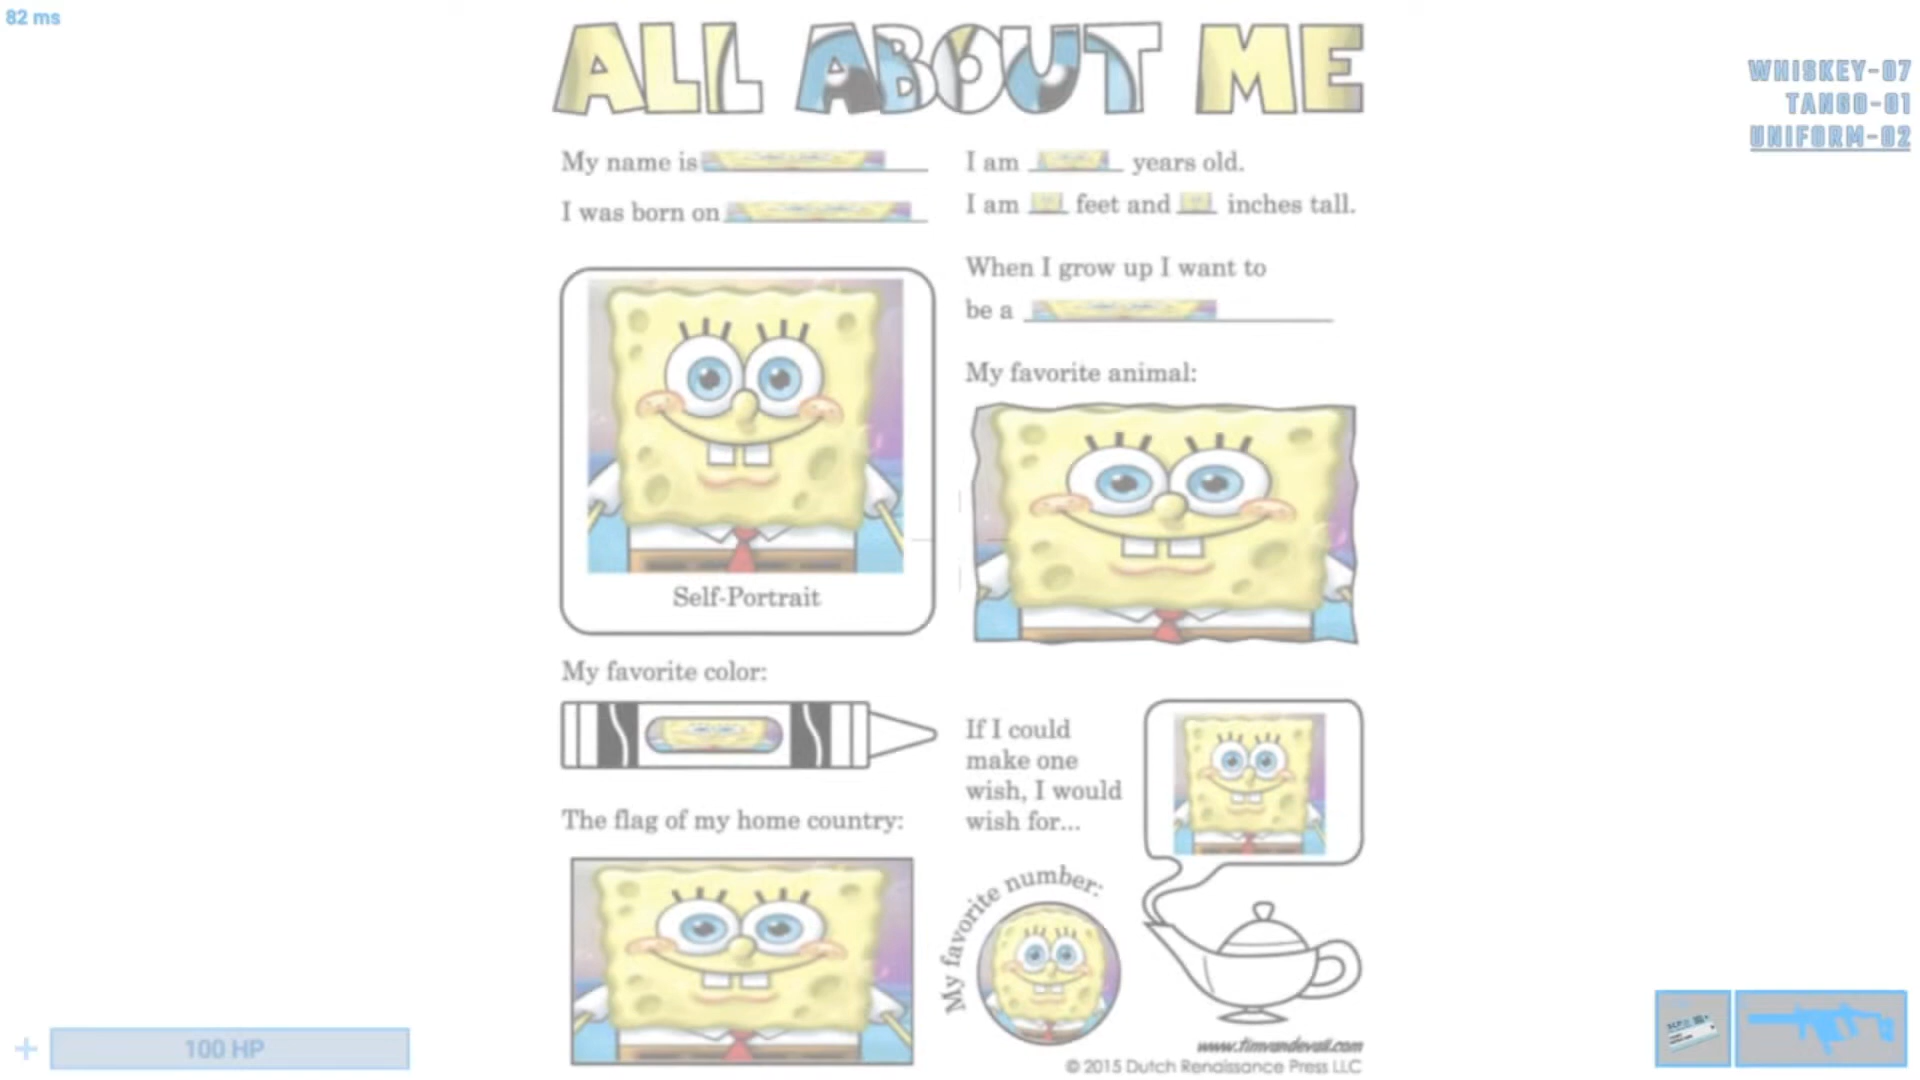 82 ms
ALL ABOUT ME
WHISKEY-07
TANGO-01
UNIFORM-02
My name is
I was born on
I am years old.
I am feet and inches tall.
When I grow up I want to
be a
Self-Portrait
My favorite animal:
My favorite color:
The flag of my home country:
If I could
make one
wish, I would
wish for...
My favorite number:
www.timvandevall.com
© 2015 Dutch Renaissance Press LLC
+ 100 HP